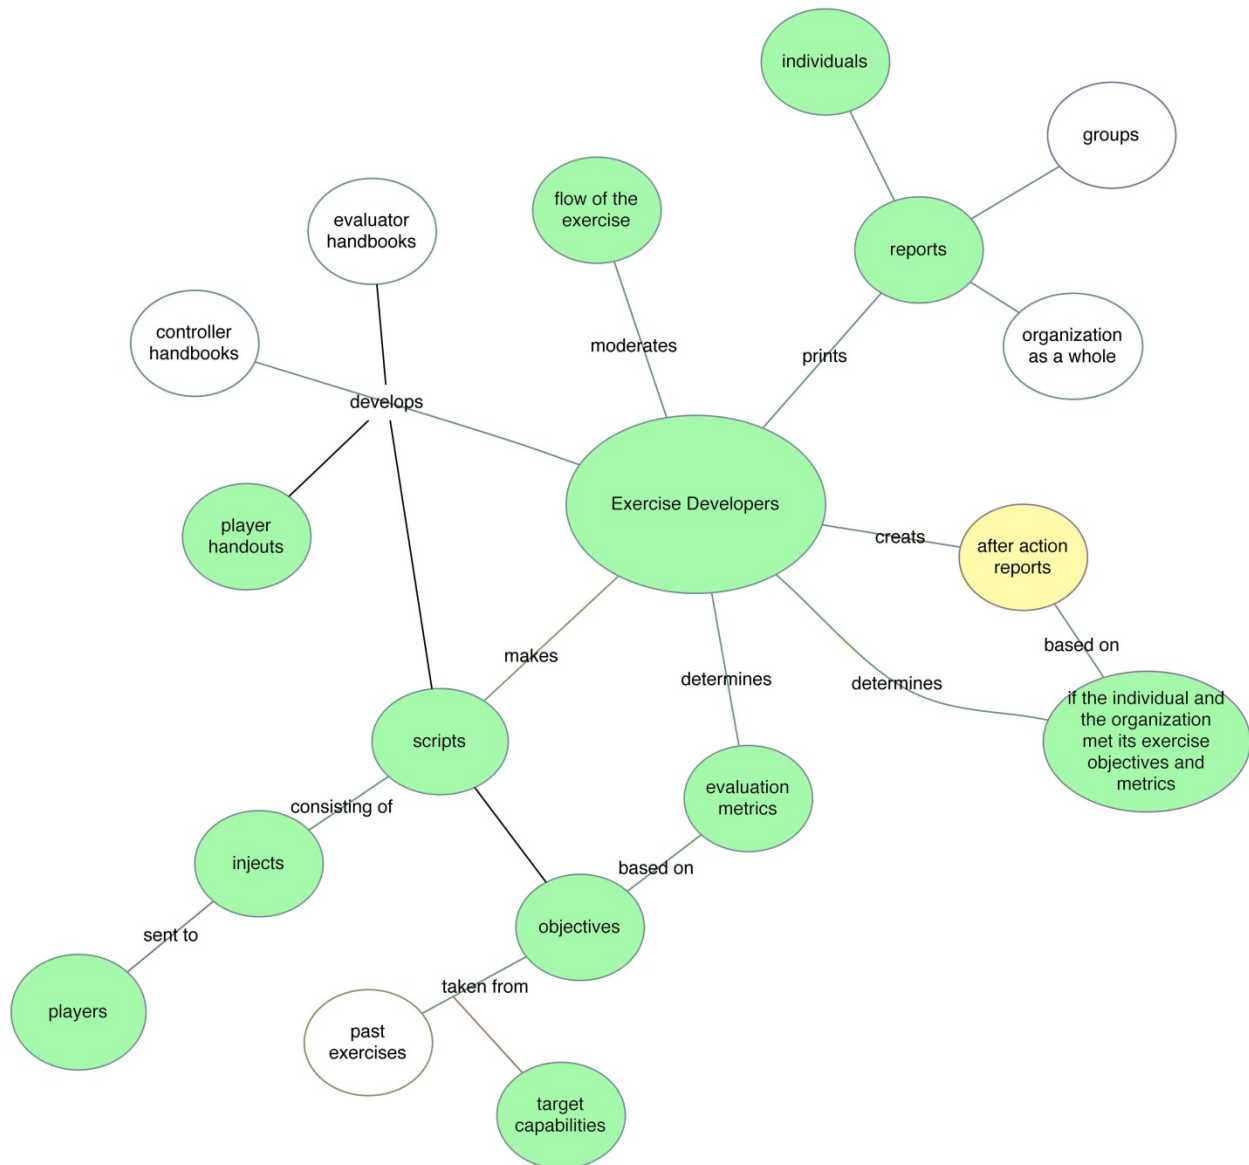 individuals
groups
flow of the
exercise
evaluator
handbooks
reports
controller
handbooks
organization
as a whole
moderates
prints
develops
Exercise Developers
player
handouts
creats
after action
reports
based on
makes
determines
determines
if the individual and
the organization
met its exercise
objectives and
metrics
scripts
evaluation
metrics
consisting of
injects
based on
objectives
sent to
taken from
players
past
exercises
target
capabilities